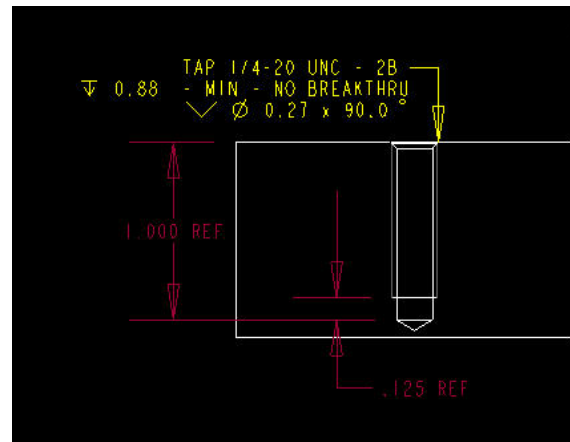 TAP 1/4-20 UNC - 2B
↧ 0.88 - MIN - NO BREAKTHRU
⌵ Ø 0.27 x 90.0°
1.000 REF
.125 REF